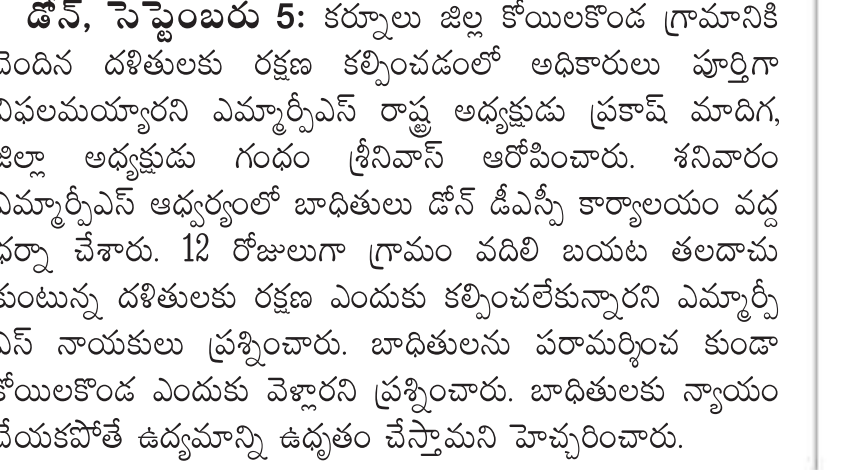 డోన్, సెప్టెంబరు 5: కర్నూలు జిల్ల కోయిలకొండ గ్రామానికి
చెందిన దళితులకు రక్షణ కల్పించడంలో అధికారులు పూర్తిగా
విఫలమయ్యారని ఎమ్మార్పీఎస్ రాష్ట్ర అధ్యక్షుడు ప్రకాష్ మాదిగ,
జిల్లా అధ్యక్షుడు గంధం శ్రీనివాస్ ఆరోపించారు. శనివారం
ఎమ్మార్పీఎస్ ఆధ్వర్యంలో బాధితులు డోన్ డీఎస్పీ కార్యాలయం వద్ద
ధర్నా చేశారు. 12 రోజులుగా గ్రామం వదిలి బయట తలదాచు
కుంటున్న దళితులకు రక్షణ ఎందుకు కల్పించలేకున్నారని ఎమ్మార్పీ
ఎస్ నాయకులు ప్రశ్నించారు. బాధితులను పరామర్శించ కుండా
కోయిలకొండ ఎందుకు వెళ్లారని ప్రశ్నించారు. బాధితులకు న్యాయం
చేయకపోతే ఉద్యమాన్ని ఉధృతం చేస్తామని హెచ్చరించారు.